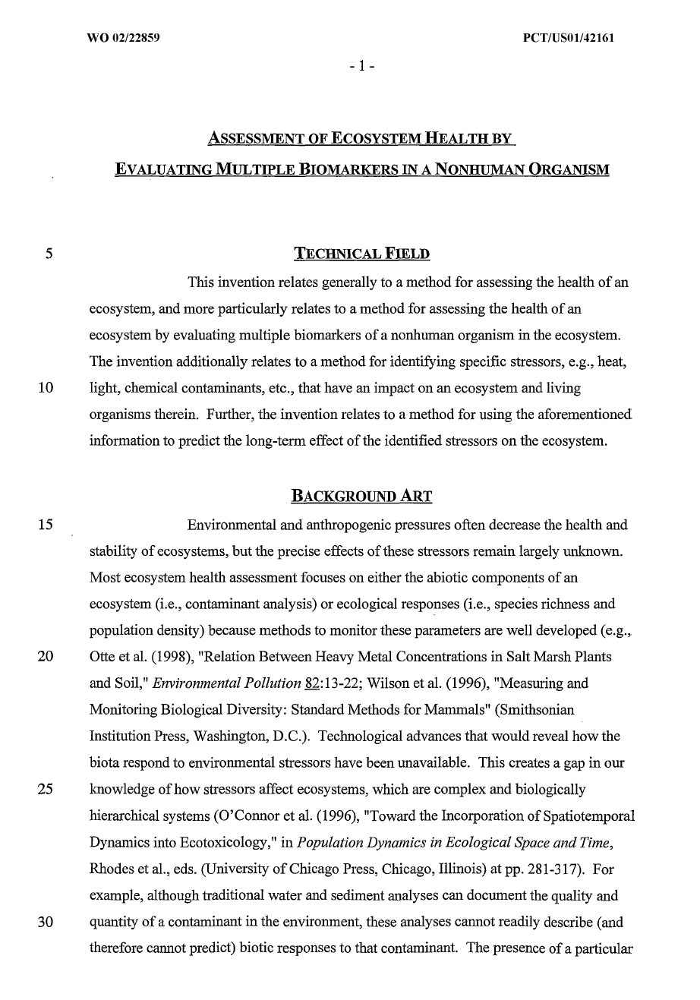 WO 02/22859 PCT/US01/42161
- 1 -
ASSESSMENT OF ECOSYSTEM HEALTH BY
EVALUATING MULTIPLE BIOMARKERS IN A NONHUMAN ORGANISM
5 TECHNICAL FIELD
This invention relates generally to a method for assessing the health of an
ecosystem, and more particularly relates to a method for assessing the health of an
ecosystem by evaluating multiple biomarkers of a nonhuman organism in the ecosystem.
The invention additionally relates to a method for identifying specific stressors, e.g., heat,
10 light, chemical contaminants, etc., that have an impact on an ecosystem and living
organisms therein. Further, the invention relates to a method for using the aforementioned
information to predict the long-term effect of the identified stressors on the ecosystem.
BACKGROUND ART
15 Environmental and anthropogenic pressures often decrease the health and
stability of ecosystems, but the precise effects of these stressors remain largely unknown.
Most ecosystem health assessment focuses on either the abiotic components of an
ecosystem (i.e., contaminant analysis) or ecological responses (i.e., species richness and
population density) because methods to monitor these parameters are well developed (e.g.,
20 Otte et al. (1998), "Relation Between Heavy Metal Concentrations in Salt Marsh Plants
and Soil," Environmental Pollution 82:13-22; Wilson et al. (1996), "Measuring and
Monitoring Biological Diversity: Standard Methods for Mammals" (Smithsonian
Institution Press, Washington, D.C.). Technological advances that would reveal how the
biota respond to environmental stressors have been unavailable. This creates a gap in our
25 knowledge of how stressors affect ecosystems, which are complex and biologically
hierarchical systems (O'Connor et al. (1996), "Toward the Incorporation of Spatiotemporal
Dynamics into Ecotoxicology," in Population Dynamics in Ecological Space and Time,
Rhodes et al., eds. (University of Chicago Press, Chicago, Illinois) at pp. 281-317). For
example, although traditional water and sediment analyses can document the quality and
30 quantity of a contaminant in the environment, these analyses cannot readily describe (and
therefore cannot predict) biotic responses to that contaminant. The presence of a particular